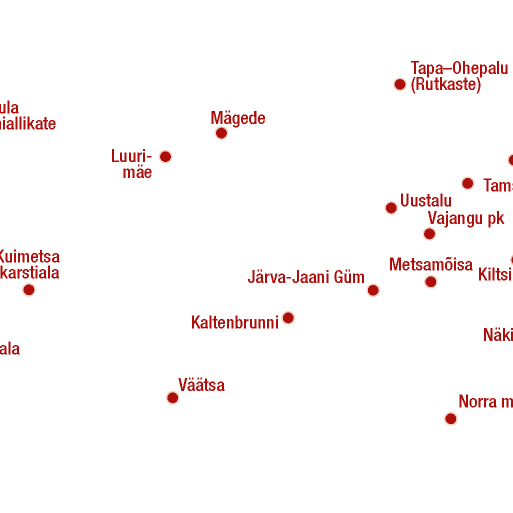 Tapa–Ohepalu
(Rutkaste)
ula
iallikate
Mägede
Luuri-
mäe
Tams
Uustalu
Vajangu pk
Kuimetsa
karstiala
Metsamõisa
Kiltsi
Järva-Jaani Güm
Kaltenbrunni
Näki
ala
Väätsa
Norra m